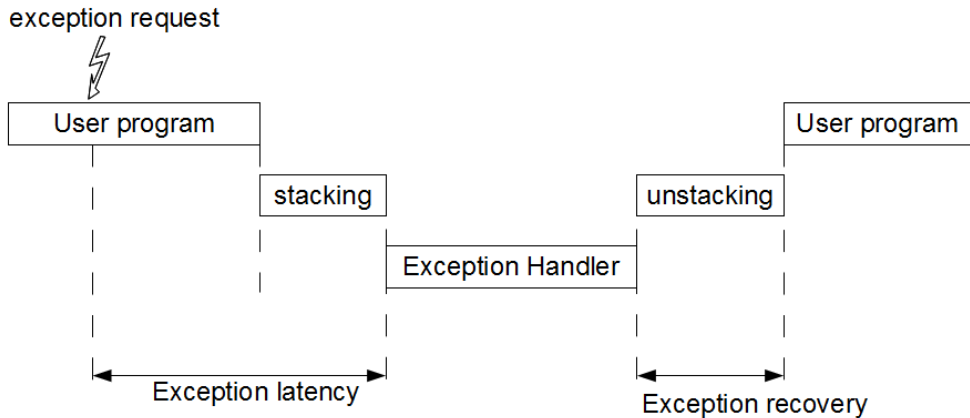 exception request
User program
User program
stacking
unstacking
Exception Handler
Exception latency
Exception recovery